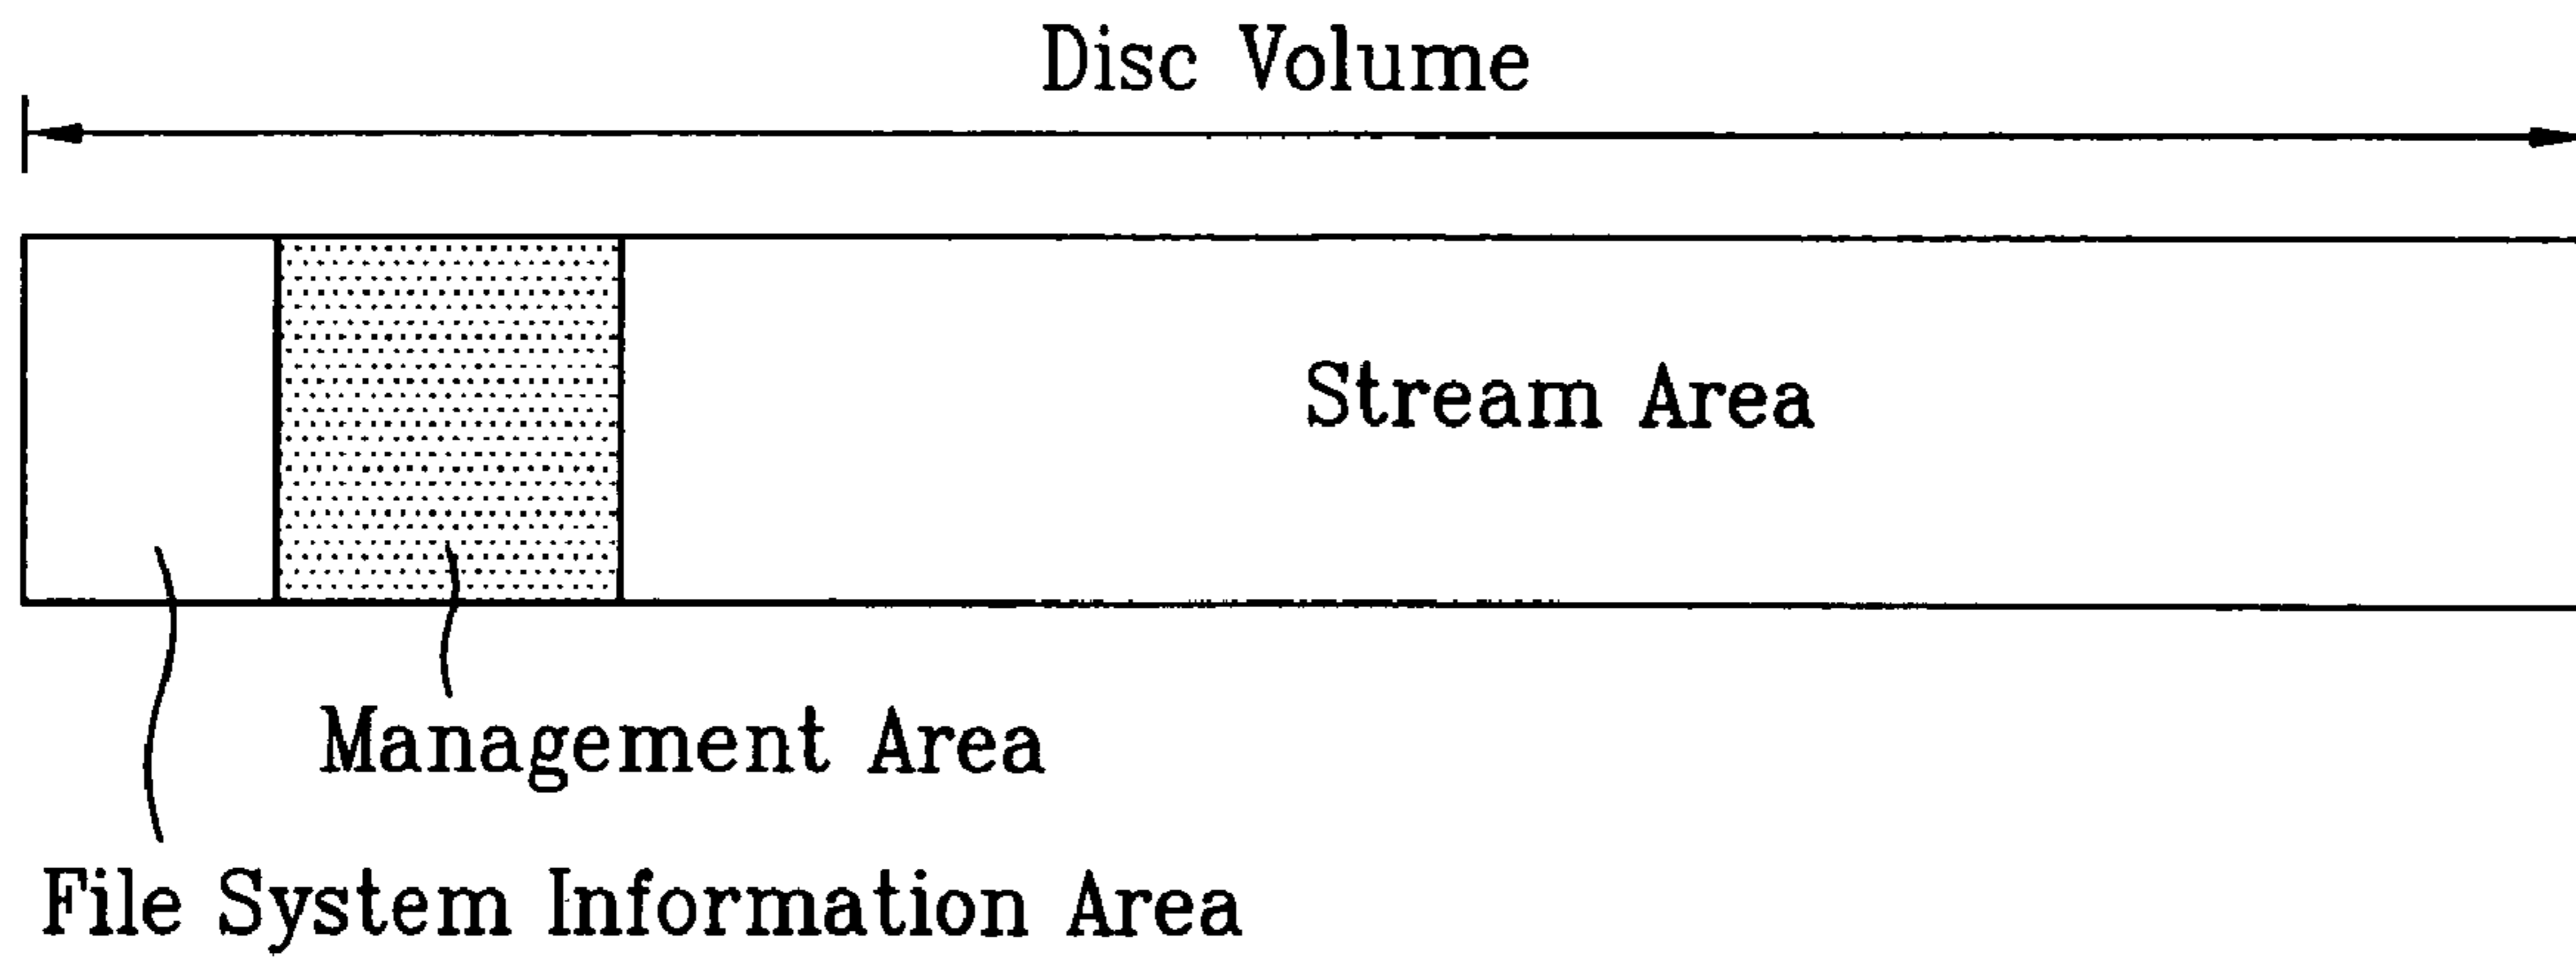 Disc Volume
Stream Area
Management Area
File System Information Area